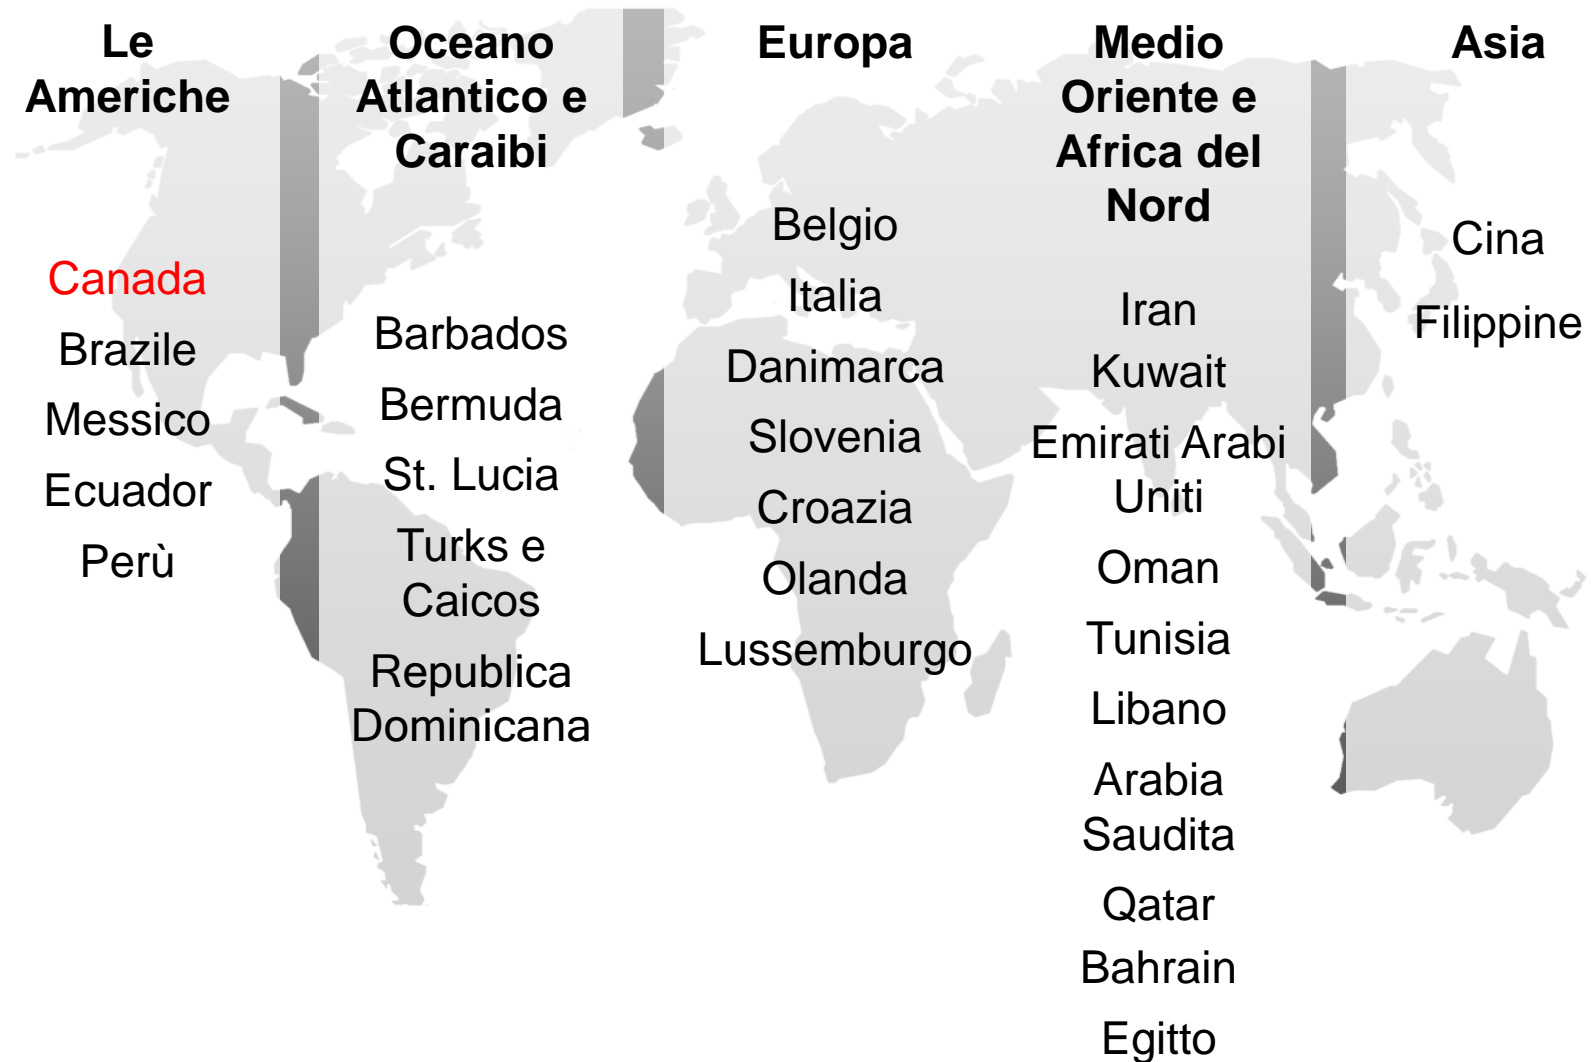 Le
Americhe
Canada
Brazile
Messico
Ecuador
Perù
Oceano
Atlantico e
Caraibi
Barbados
Bermuda
St. Lucia
Turks e
Caicos
Republica
Dominicana
Europa
Belgio
Italia
Danimarca
Slovenia
Croazia
Olanda
Lussemburgo
Medio
Oriente e
Africa del
Nord
Iran
Kuwait
Emirati Arabi
Uniti
Oman
Tunisia
Libano
Arabia
Saudita
Qatar
Bahrain
Egitto
Asia
Cina
Filippine